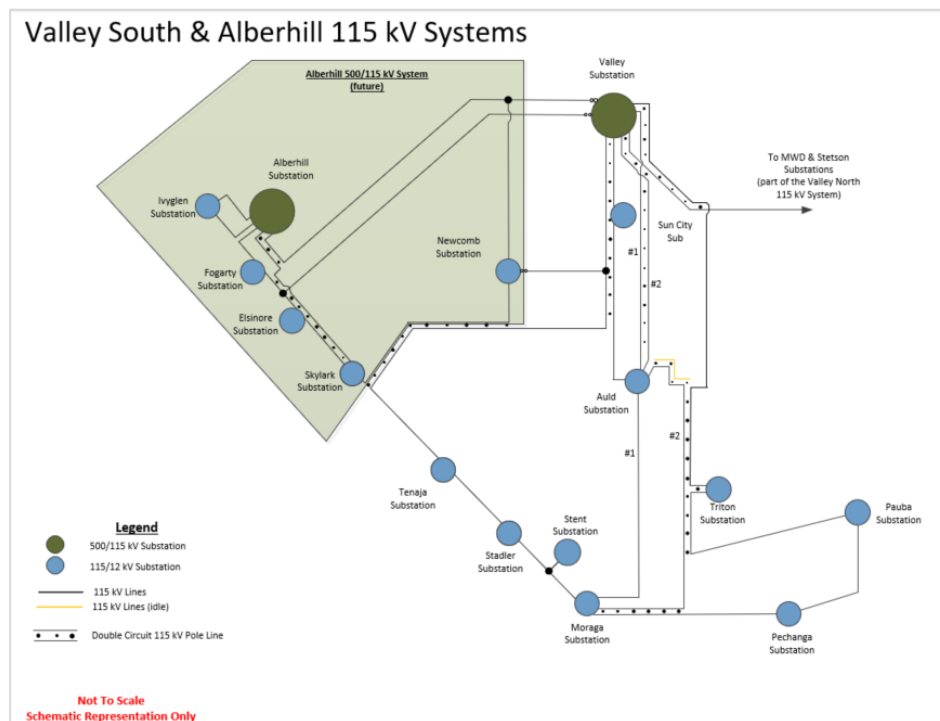 Valley South & Alberhill 115 kV Systems
Alberhill 500/115 kV System
(future)
Valley
Substation
Alberhill
Substation
Ivyglen
Substation
To MWD & Stetson
Substations
(part of the Valley North
115 kV System)
Sun City
Sub
Newcomb
Substation
#1
Fogarty
Substation
#2
Elsinore
Substation
Skylark
Substation
Auld
Substation
#2
#1
Tenaja
Substation
Triton
Substation
Pauba
Substation
Stent
Substation
Stadler
Substation
Legend
500/115 kV Substation
115/12 kV Substation
115 kV Lines
115 kV Lines (idle)
Double Circuit 115 kV Pole Line
Moraga
Substation
Pechanga
Substation
Not To Scale
Schematic Representation Only